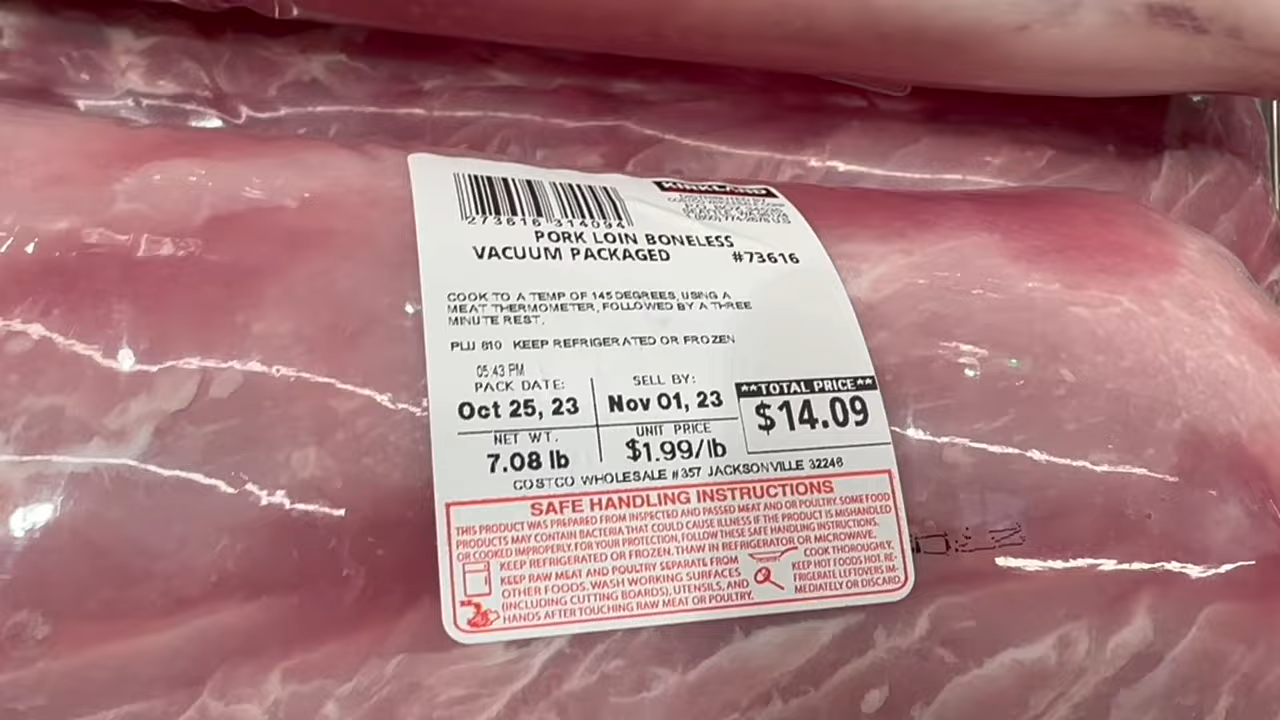 KIRKLAND
273616 314094
PORK LOIN BONELESS
VACUUM PACKAGED #73616
COOK TO A TEMP OF 145 DEGREES, USING A
MEAT THERMOMETER, FOLLOWED BY A THREE
MINUTE REST.
PLU 810 KEEP REFRIGERATED OR FROZEN
05:43 PM
PACK DATE: SELL BY: **TOTAL PRICE**
Oct 25, 23 Nov 01, 23 $14.09
NET WT. UNIT PRICE
7.08 lb $1.99/lb
COSTCO WHOLESALE #357 JACKSONVILLE 32246
SAFE HANDLING INSTRUCTIONS
THIS PRODUCT WAS PREPARED FROM INSPECTED AND PASSED MEAT AND OR POULTRY. SOME FOOD
PRODUCTS MAY CONTAIN BACTERIA THAT COULD CAUSE ILLNESS IF THE PRODUCT IS MISHANDLED
OR COOKED IMPROPERLY. FOR YOUR PROTECTION, FOLLOW THESE SAFE HANDLING INSTRUCTIONS.
KEEP REFRIGERATED OR FROZEN. THAW IN REFRIGERATOR OR MICROWAVE.
KEEP RAW MEAT AND POULTRY SEPARATE FROM
OTHER FOODS. WASH WORKING SURFACES
(INCLUDING CUTTING BOARDS), UTENSILS, AND
HANDS AFTER TOUCHING RAW MEAT OR POULTRY.
COOK THOROUGHLY.
KEEP HOT FOODS HOT. RE-
FRIGERATE LEFTOVERS IM-
MEDIATELY OR DISCARD.